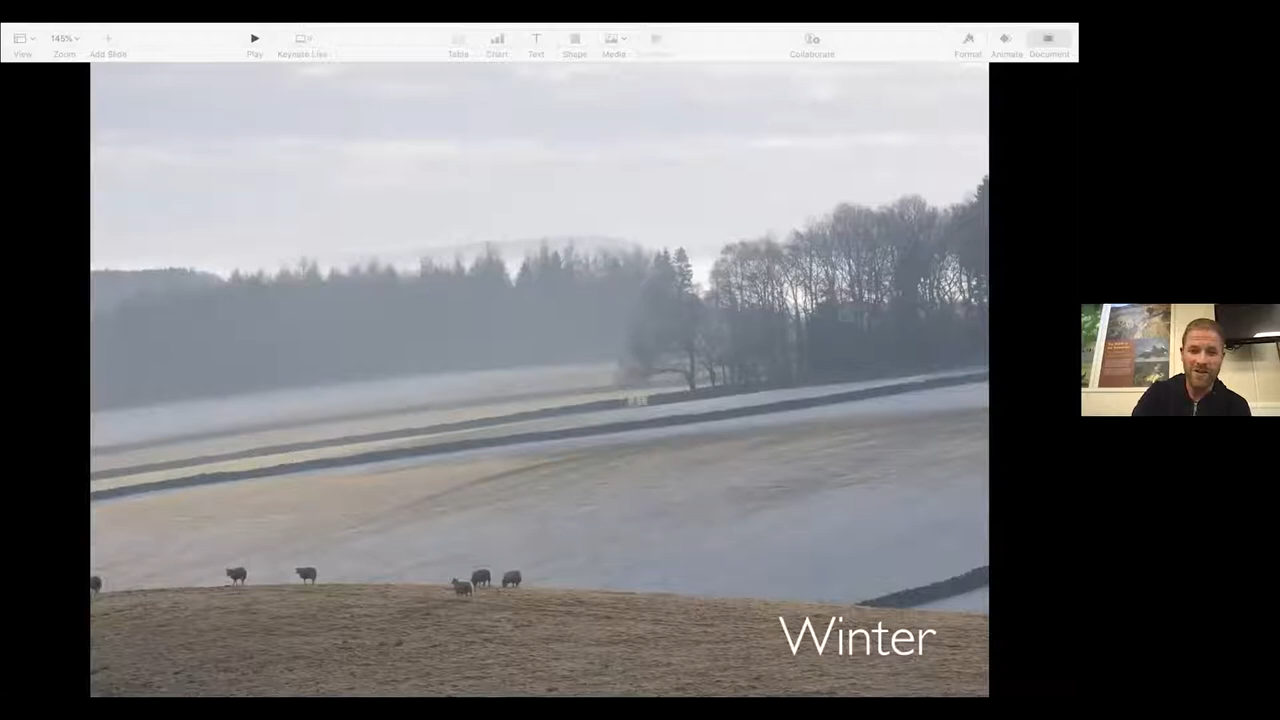 View
145%
Zoom
Add Slide
Play
Keynote Live
Table
Chart
Text
Shape
Media
Collaborate
Format
Animate
Document
Winter